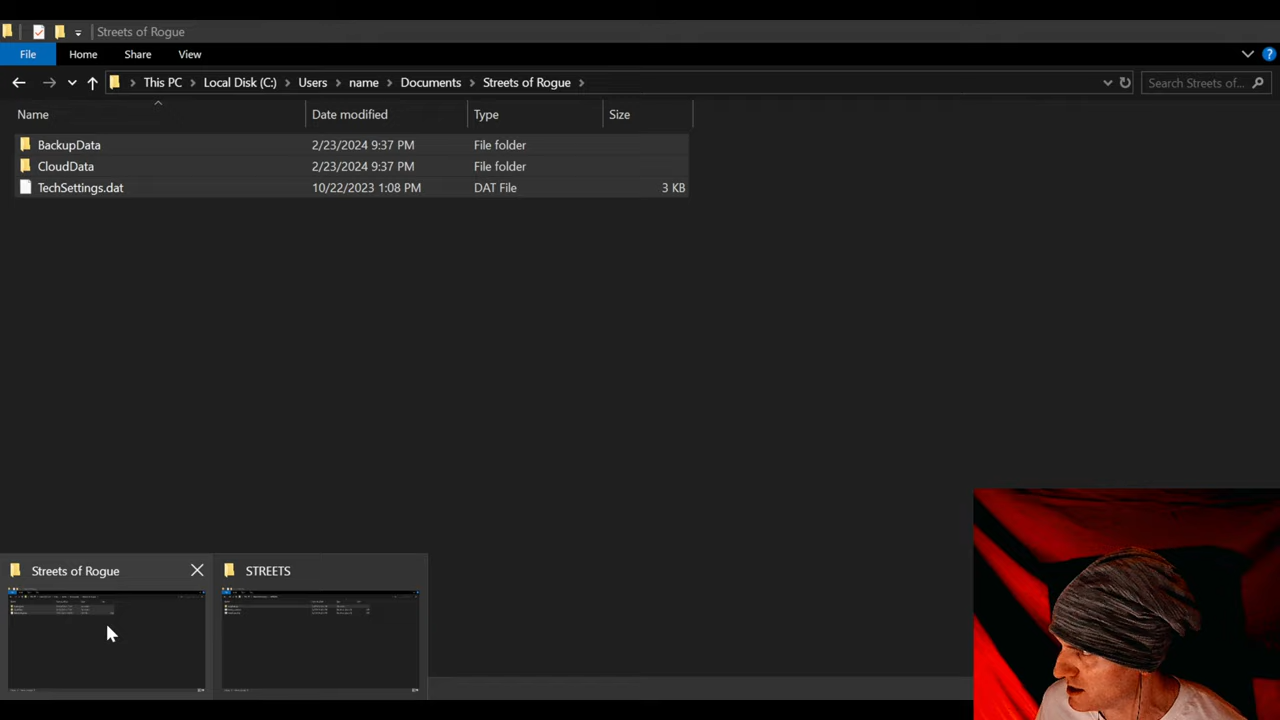 Streets of Rogue
File Home Share View
This PC Local Disk (C:) Users name Documents Streets of Rogue Search Streets of...
Name Date modified Type Size
BackupData 2/23/2024 9:37 PM File folder
CloudData 2/23/2024 9:37 PM File folder
TechSettings.dat 10/22/2023 1:08 PM DAT File 3 KB
Streets of Rogue STREETS